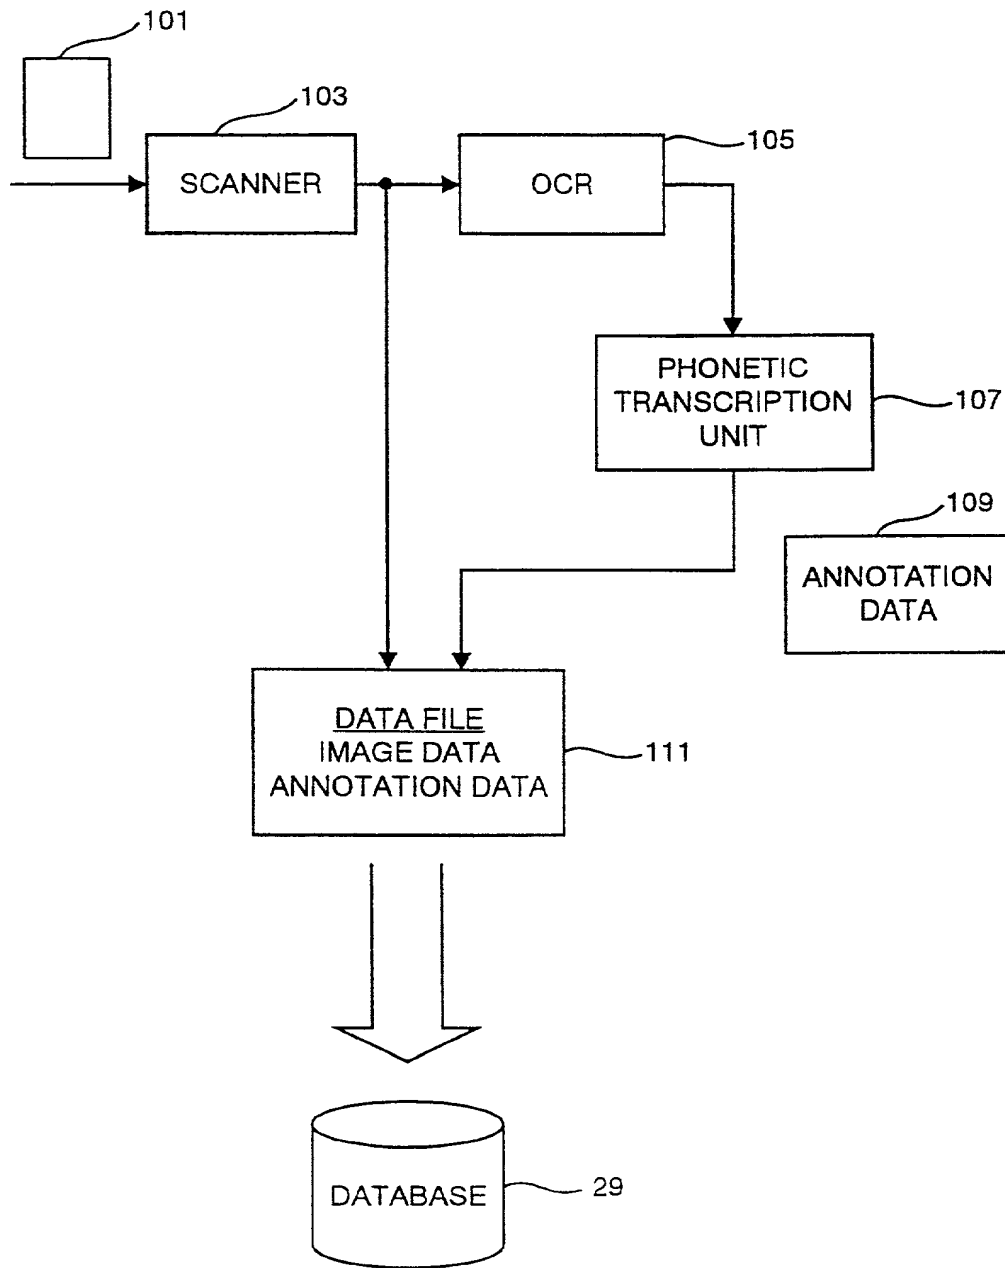 101
103
SCANNER
105
OCR
PHONETIC
TRANSCRIPTION
UNIT
107
109
ANNOTATION
DATA
DATA FILE
IMAGE DATA
ANNOTATION DATA
111
DATABASE
29